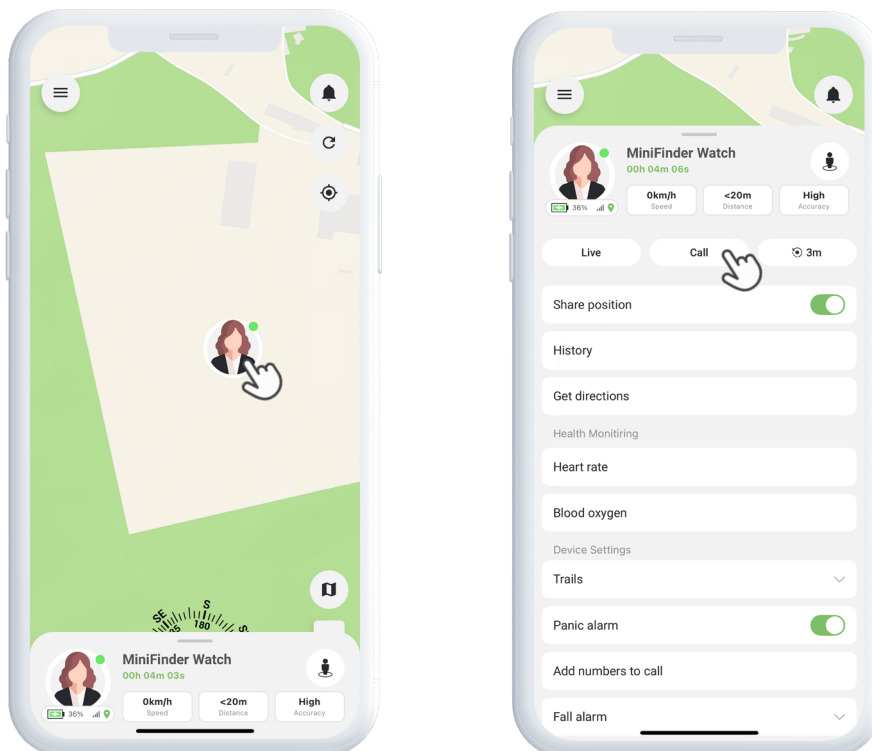 SE
S
180
MiniFinder Watch
00h 04m 03s
36%
0km/h
Speed
<20m
Distance
High
Accuracy
MiniFinder Watch
00h 04m 06s
36%
0km/h
Speed
<20m
Distance
High
Accuracy
Live
Call
3m
Share position
History
Get directions
Health Monitiring
Heart rate
Blood oxygen
Device Settings
Trails
Panic alarm
Add numbers to call
Fall alarm